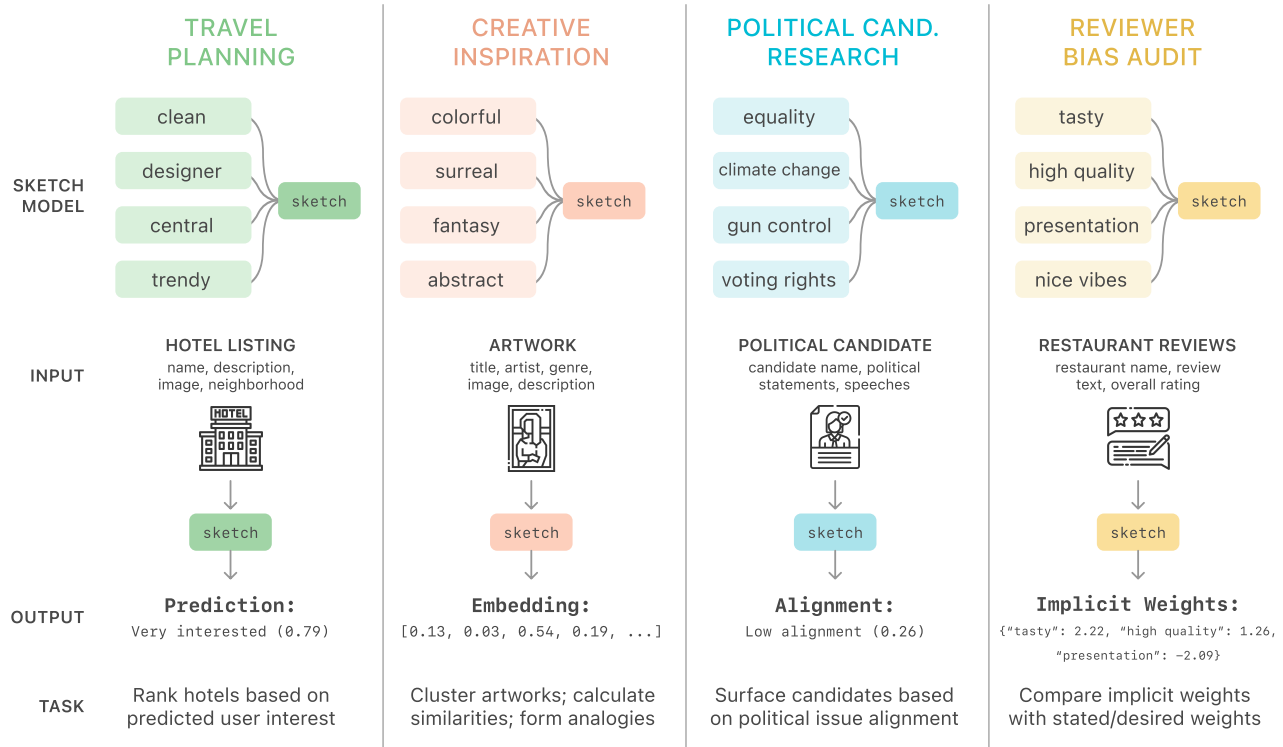 TRAVEL
PLANNING
CREATIVE
INSPIRATION
POLITICAL CAND.
RESEARCH
REVIEWER
BIAS AUDIT
SKETCH
MODEL
clean
designer
central
trendy
sketch
colorful
surreal
fantasy
abstract
sketch
equality
climate change
gun control
voting rights
sketch
tasty
high quality
presentation
nice vibes
sketch
INPUT
HOTEL LISTING
name, description,
image, neighborhood
HOTEL
ARTWORK
title, artist, genre,
image, description
POLITICAL CANDIDATE
candidate name, political
statements, speeches
RESTAURANT REVIEWS
restaurant name, review
text, overall rating
sketch
sketch
sketch
sketch
OUTPUT
Prediction:
Very interested (0.79)
Embedding:
[0.13, 0.03, 0.54, 0.19, ...]
Alignment:
Low alignment (0.26)
Implicit Weights:
{“tasty”: 2.22, “high quality”: 1.26,
“presentation”: −2.09}
TASK
Rank hotels based on
predicted user interest
Cluster artworks; calculate
similarities; form analogies
Surface candidates based
on political issue alignment
Compare implicit weights
with stated/desired weights